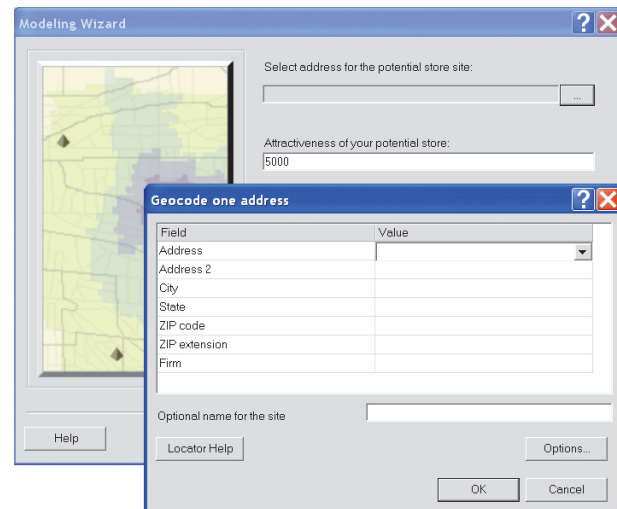 Modeling Wizard
Select address for the potential store site:
...
Attractiveness of your potential store:
5000
Geocode one address
Field Value
Address
Address 2
City
State
ZIP code
ZIP extension
Firm
Optional name for the site
Locator Help Options...
OK Cancel
Help